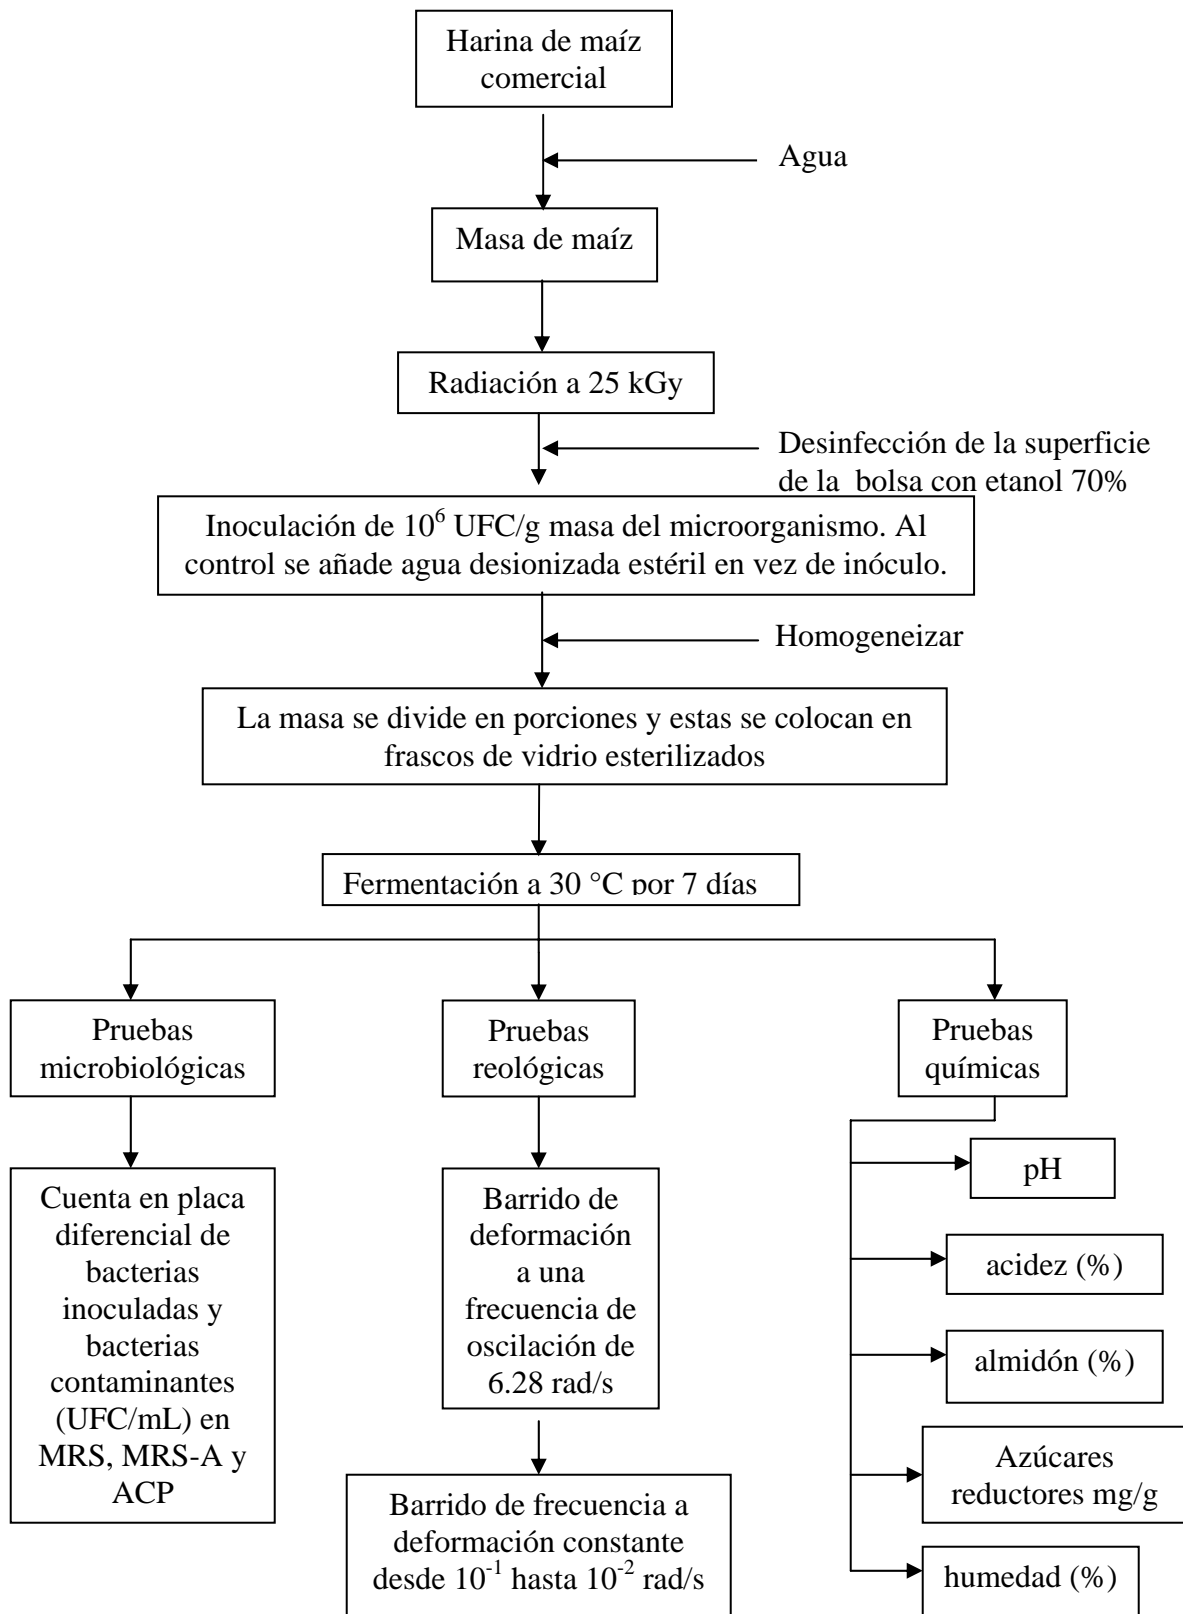 Harina de maíz
comercial
Agua
Masa de maíz
Radiación a 25 kGy
Desinfección de la superficie
de la bolsa con etanol 70%
Inoculación de 10⁶ UFC/g masa del microorganismo. Al
control se añade agua desionizada estéril en vez de inóculo.
Homogeneizar
La masa se divide en porciones y estas se colocan en
frascos de vidrio esterilizados
Fermentación a 30 °C por 7 días
Pruebas
microbiológicas
Cuenta en placa
diferencial de
bacterias
inoculadas y
bacterias
contaminantes
(UFC/mL) en
MRS, MRS-A y
ACP
Pruebas
reológicas
Barrido de
deformación
a una
frecuencia de
oscilación de
6.28 rad/s
Barrido de frecuencia a
deformación constante
desde 10⁻¹ hasta 10⁻² rad/s
Pruebas
químicas
pH
acidez (%)
almidón (%)
Azúcares
reductores mg/g
humedad (%)